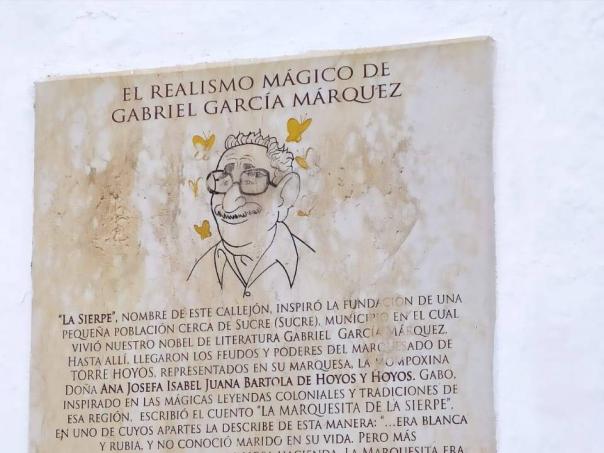 EL REALISMO MÁGICO DE
GABRIEL GARCÍA MÁRQUEZ
"LA SIERPE", NOMBRE DE ESTE CALLEJÓN, INSPIRÓ LA FUNDACIÓN DE UNA
PEQUEÑA POBLACIÓN CERCA DE SUCRE (SUCRE), MUNICIPIO EN EL CUAL
VIVIÓ NUESTRO NOBEL DE LITERATURA GABRIEL GARCÍA MÁRQUEZ.
HASTA ALLÍ, LLEGARON LOS FEUDOS Y PODERES DEL MARQUESADO DE
TORRE HOYOS, REPRESENTADOS EN SU MARQUESA, LA MOMPOXINA
DOÑA ANA JOSEFA ISABEL JUANA BARTOLA DE HOYOS Y HOYOS. GABO,
INSPIRADO EN LAS MÁGICAS LEYENDAS COLONIALES Y TRADICIONES DE
ESA REGIÓN, ESCRIBIÓ EL CUENTO "LA MARQUESITA DE LA SIERPE",
EN UNO DE CUYOS APARTES LA DESCRIBE DE ESTA MANERA: "...ERA BLANCA
Y RUBIA, Y NO CONOCIÓ MARIDO EN SU VIDA. PERO MÁS
HACIENDA. LA MARQUESITA ERA